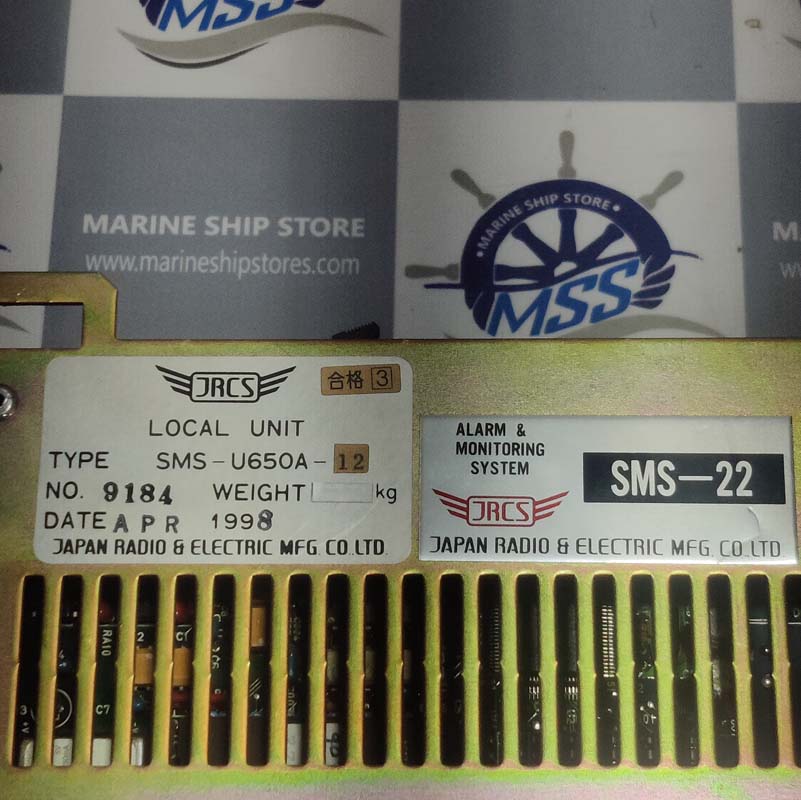 MSS
MARINE SHIP STORE
www.marineshipstores.com
• MARINE SHIP STORE •
MSS
JRCS
合格 3
LOCAL UNIT
TYPE SMS-U650A-12
NO. 9184 WEIGHT kg
DATE APR 1998
JAPAN RADIO & ELECTRIC MFG. CO.,LTD.
ALARM &
MONITORING
SYSTEM
SMS-22
JRCS
JAPAN RADIO & ELECTRIC MFG. CO.,LTD.
RA10
C7